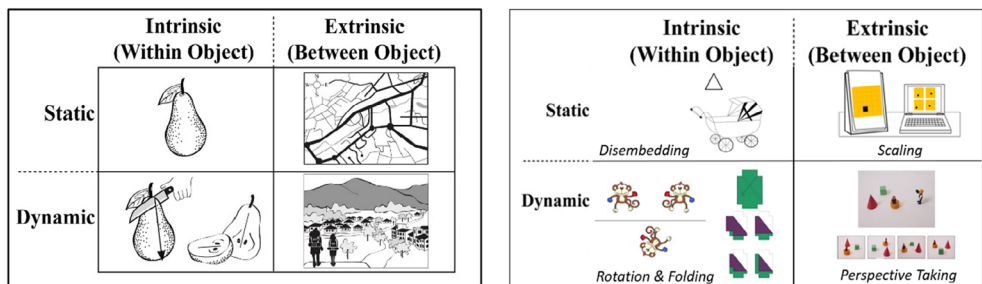 Intrinsic
(Within Object)
Extrinsic
(Between Object)
Static
N
W
E
S
Dynamic
Intrinsic
(Within Object)
Extrinsic
(Between Object)
Static
Disembedding
Scaling
Dynamic
Rotation & Folding
Perspective Taking